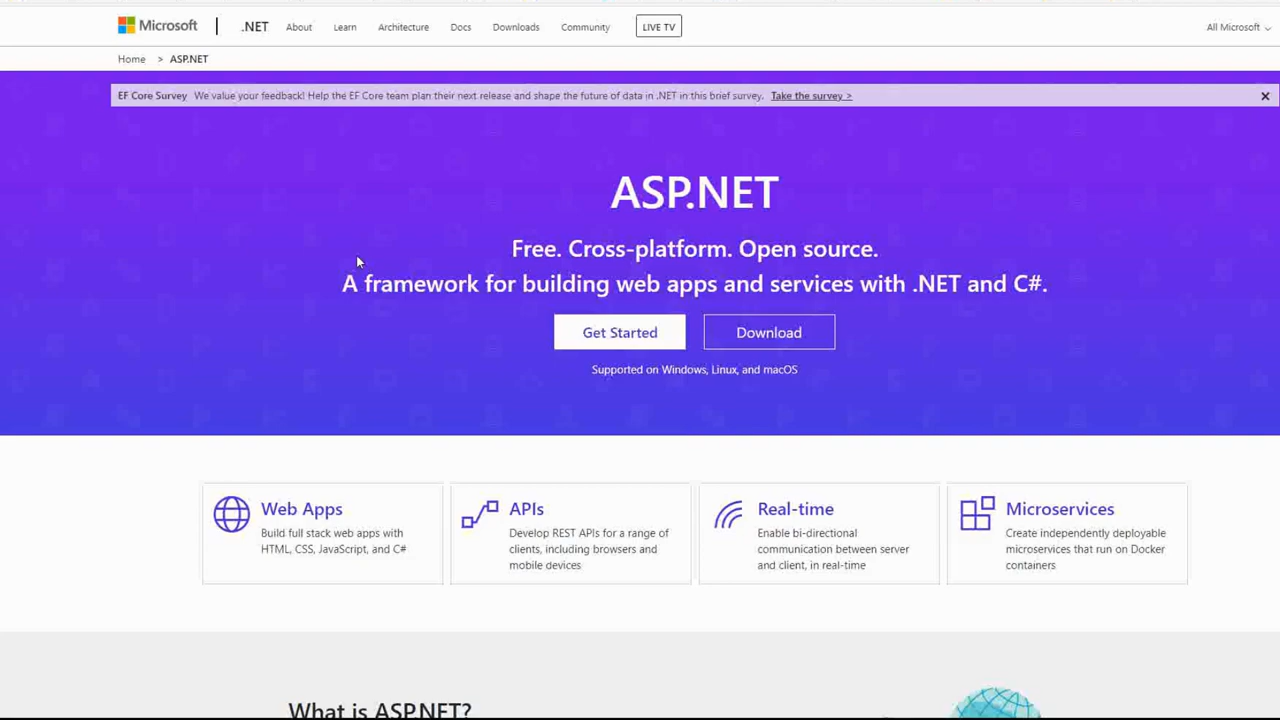 Microsoft
.NET
About
Learn
Architecture
Docs
Downloads
Community
LIVE TV
All Microsoft
Home > ASP.NET
EF Core Survey We value your feedback! Help the EF Core team plan their next release and shape the future of data in .NET in this brief survey. Take the survey >
ASP.NET
Free. Cross-platform. Open source.
A framework for building web apps and services with .NET and C#.
Get Started
Download
Supported on Windows, Linux, and macOS
Web Apps
Build full stack web apps with
HTML, CSS, JavaScript, and C#
APIs
Develop REST APIs for a range of
clients, including browsers and
mobile devices
Real-time
Enable bi-directional
communication between server
and client, in real-time
Microservices
Create independently deployable
microservices that run on Docker
containers
What is ASP.NET?